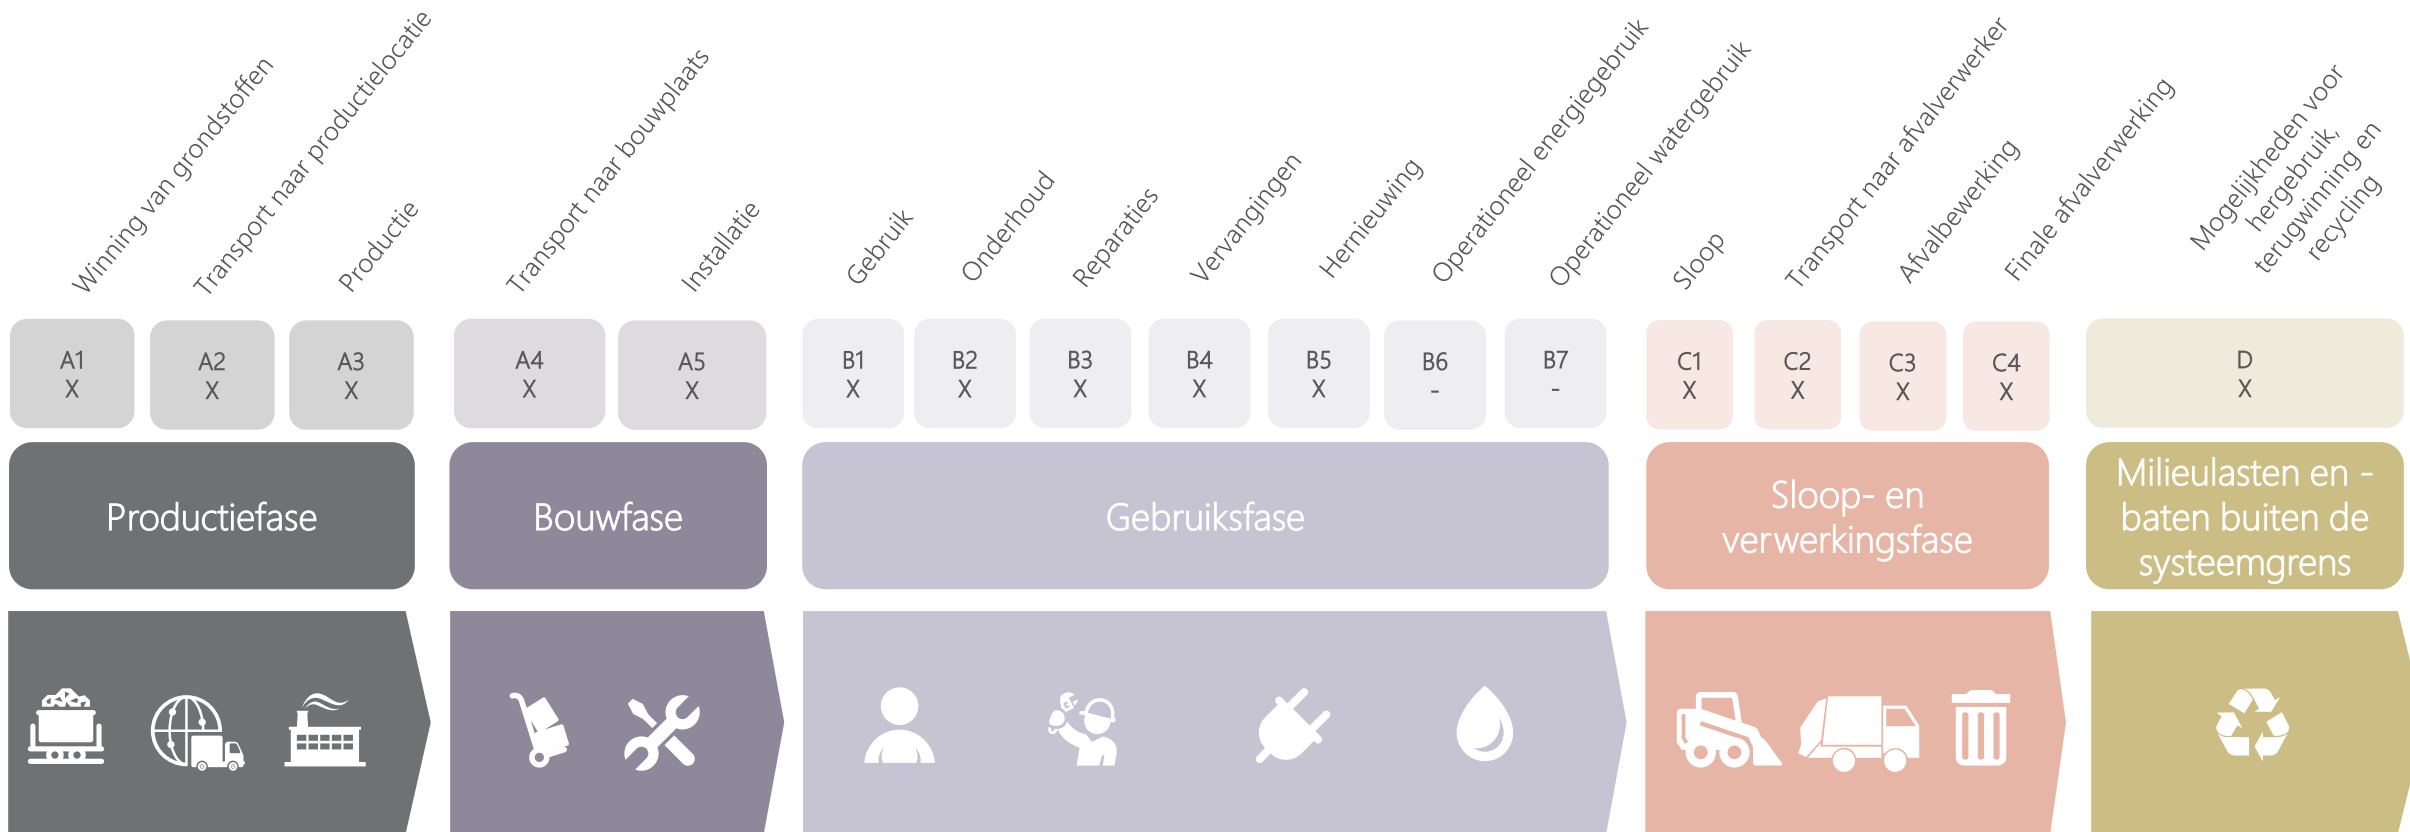 Winning van grondstoffen
Transport naar productielocatie
Productie
Transport naar bouwplaats
Installatie
Gebruik
Onderhoud
Reparaties
Vervangingen
Hernieuwing
Operationeel energiegebruik
Operationeel watergebruik
Sloop
Transport naar afvalverwerker
Afvalbewerking
Finale afvalverwerking
Mogelijkheden voor
hergebruik,
terugwinning en
recycling
A1
X
A2
X
A3
X
A4
X
A5
X
B1
X
B2
X
B3
X
B4
X
B5
X
B6
-
B7
-
C1
X
C2
X
C3
X
C4
X
D
X
Productiefase
Bouwfase
Gebruiksfase
Sloop- en
verwerkingsfase
Milieulasten en -
baten buiten de
systeemgrens